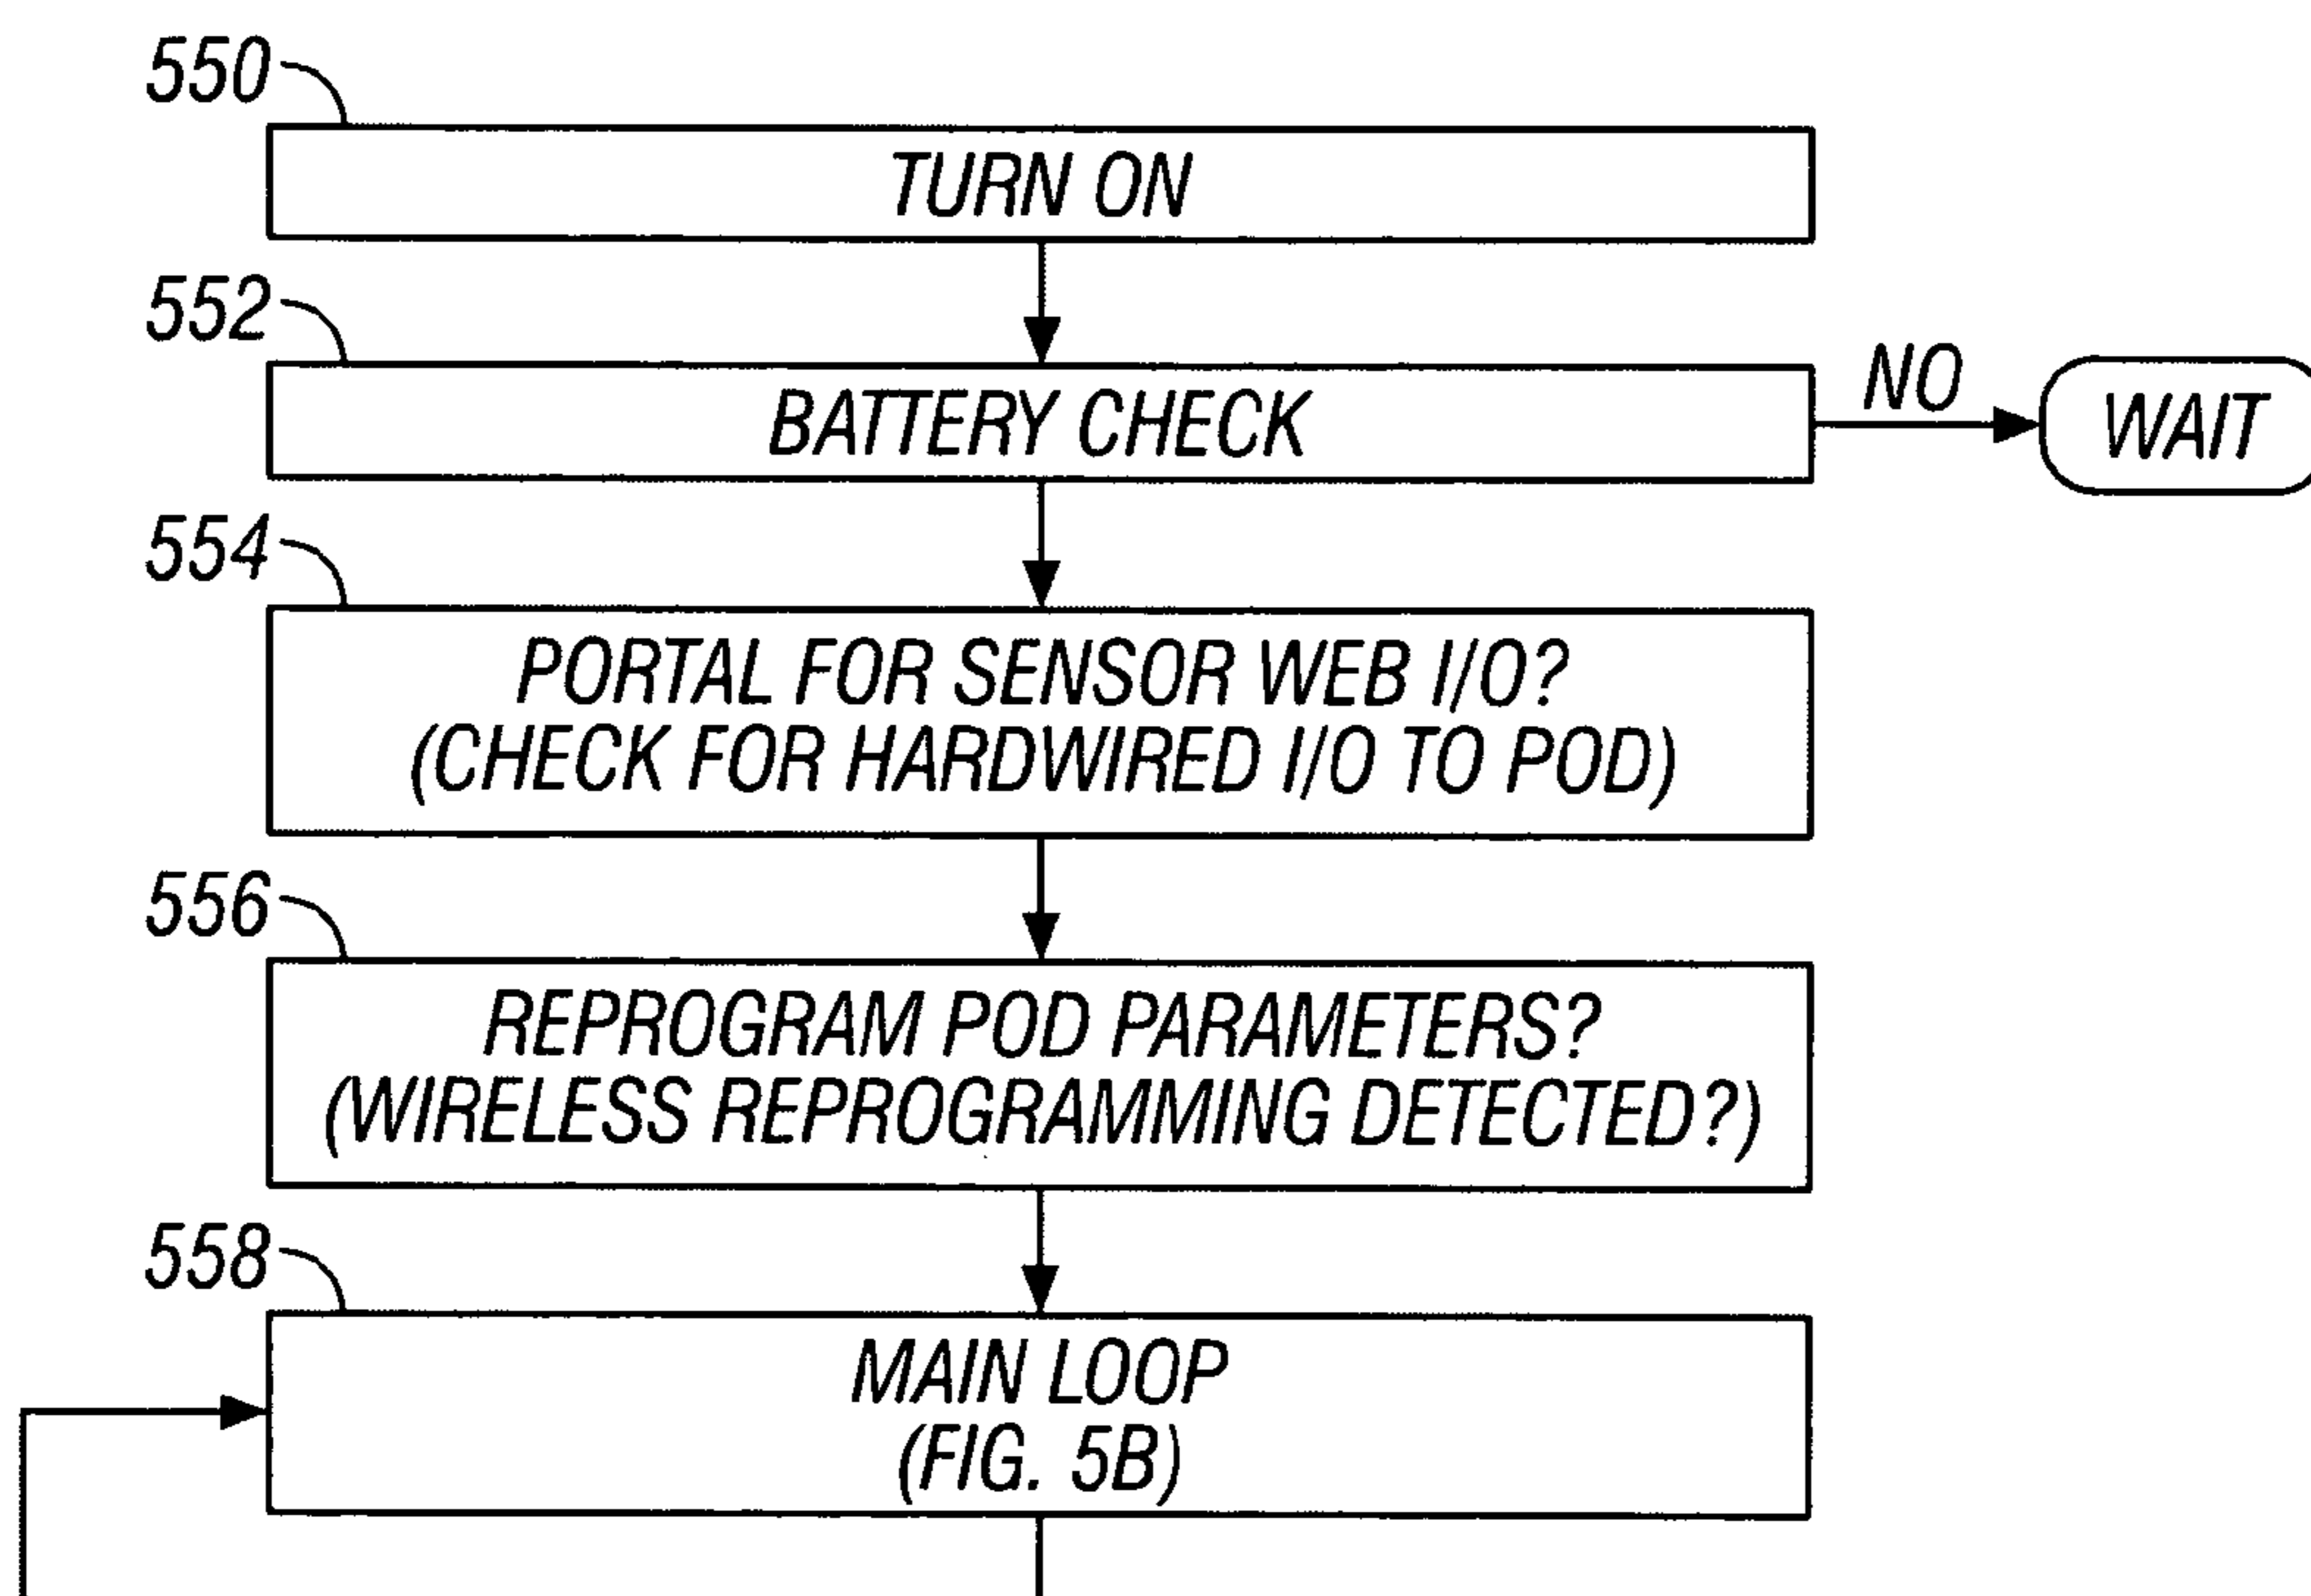 550
TURN ON
552
BATTERY CHECK
NO
WAIT
554
PORTAL FOR SENSOR WEB I/O?
(CHECK FOR HARDWIRED I/O TO POD)
556
REPROGRAM POD PARAMETERS?
(WIRELESS REPROGRAMMING DETECTED?)
558
MAIN LOOP
(FIG. 5B)